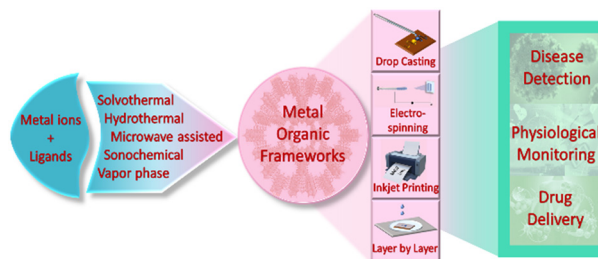 Metal ions
+
Ligands
Solvothermal
Hydrothermal
Microwave assisted
Sonochemical
Vapor phase
Metal
Organic
Frameworks
Drop Casting
Electro-
spinning
Inkjet Printing
Layer by Layer
Disease
Detection
Physiological
Monitoring
Drug
Delivery